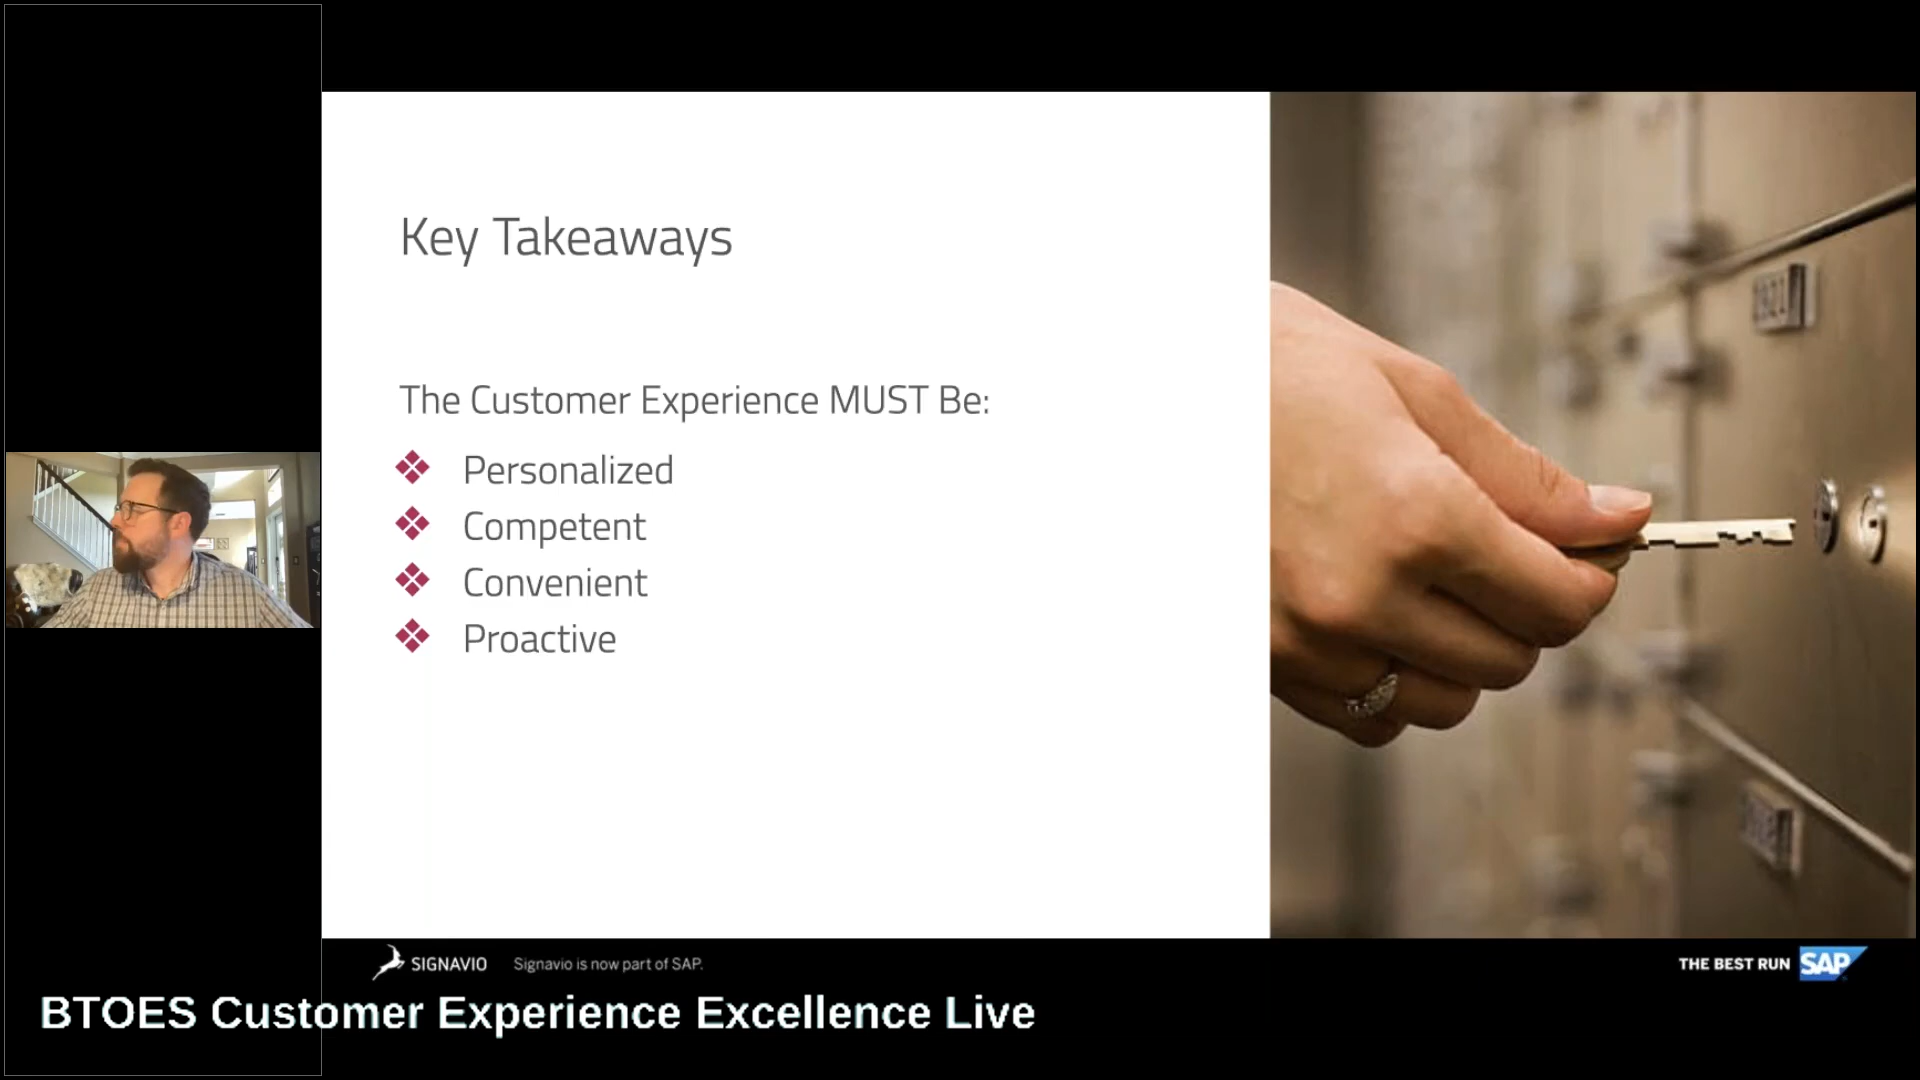 Key Takeaways
The Customer Experience MUST Be:
Personalized
Competent
Convenient
Proactive
SIGNAVIO
Signavio is now part of SAP.
THE BEST RUN SAP
BTOES Customer Experience Excellence Live